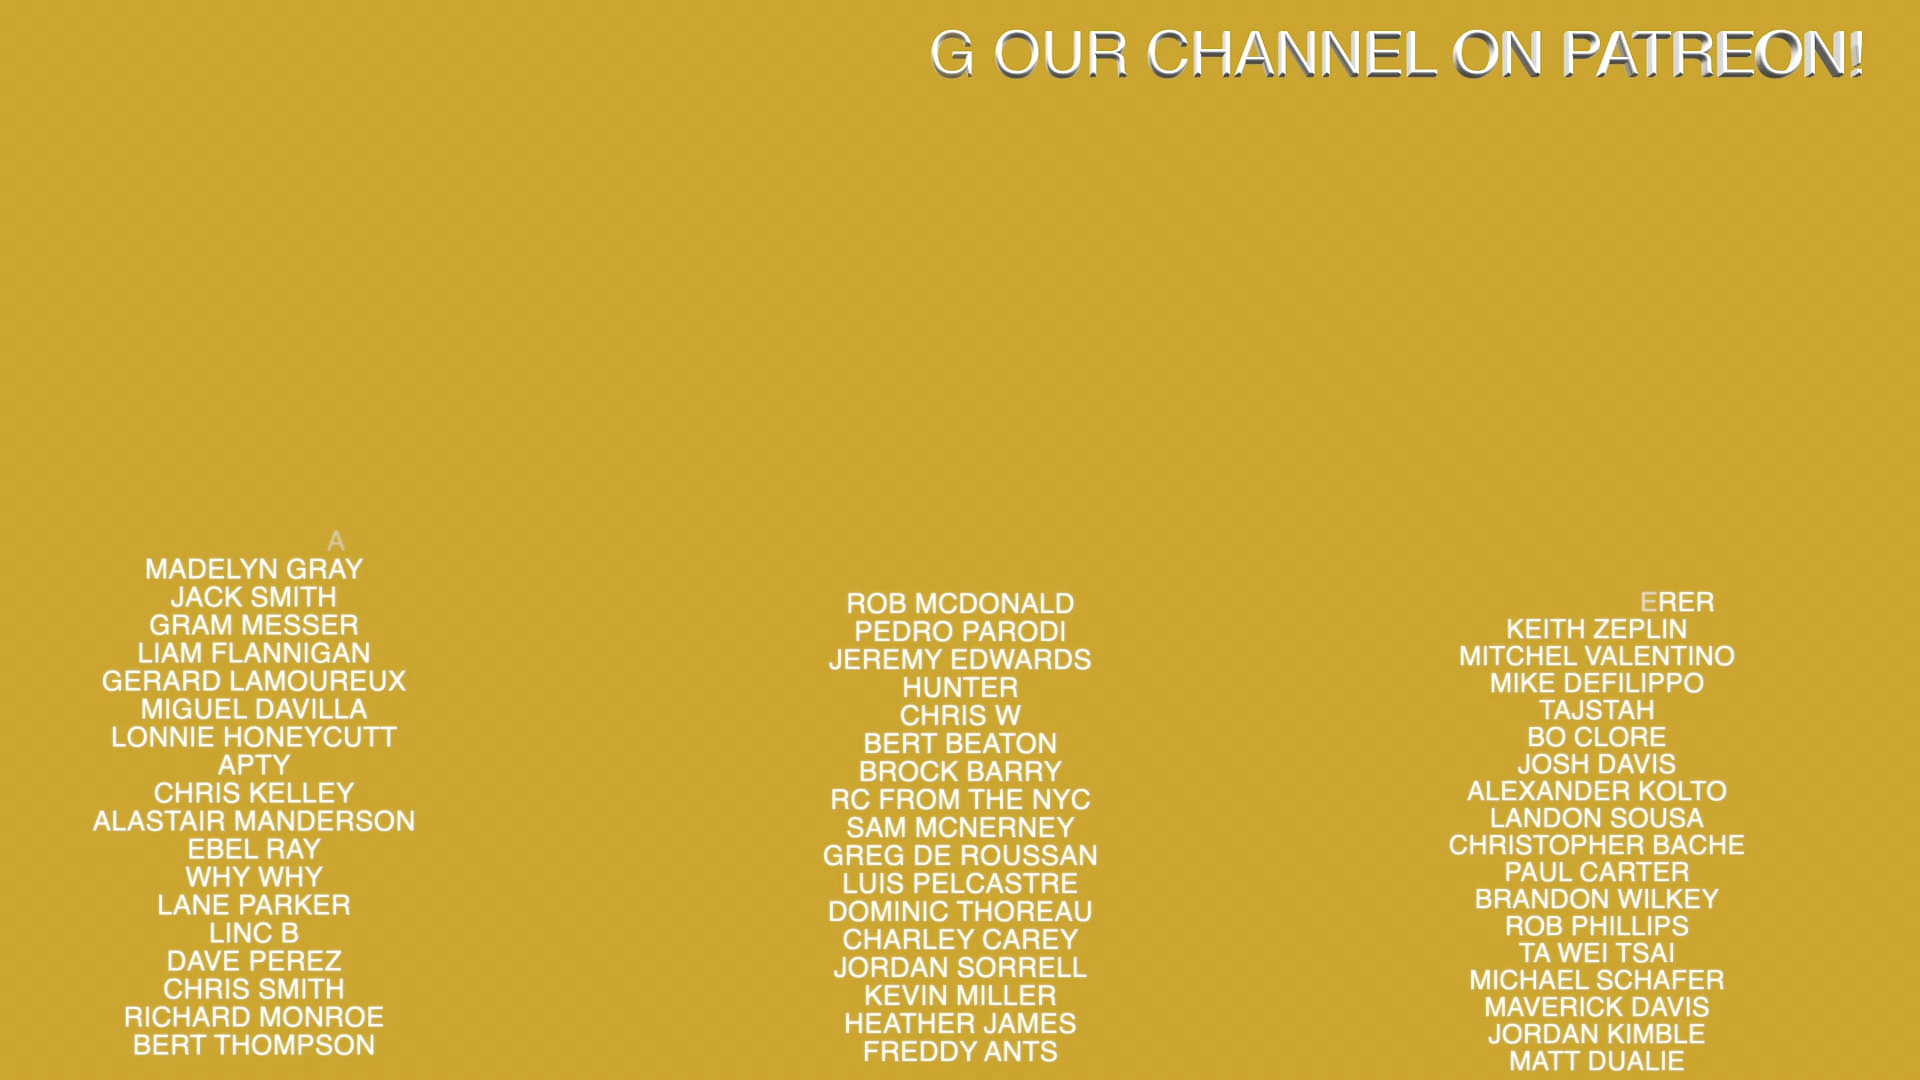 G OUR CHANNEL ON PATREON!
A
MADELYN GRAY
JACK SMITH
GRAM MESSER
LIAM FLANNIGAN
GERARD LAMOUREUX
MIGUEL DAVILLA
LONNIE HONEYCUTT
APTY
CHRIS KELLEY
ALASTAIR MANDERSON
EBEL RAY
WHY WHY
LANE PARKER
LINC B
DAVE PEREZ
CHRIS SMITH
RICHARD MONROE
BERT THOMPSON
ROB MCDONALD
PEDRO PARODI
JEREMY EDWARDS
HUNTER
CHRIS W
BERT BEATON
BROCK BARRY
RC FROM THE NYC
SAM MCNERNEY
GREG DE ROUSSAN
LUIS PELCASTRE
DOMINIC THOREAU
CHARLEY CAREY
JORDAN SORRELL
KEVIN MILLER
HEATHER JAMES
FREDDY ANTS
ERER
KEITH ZEPLIN
MITCHEL VALENTINO
MIKE DEFILIPPO
TAJSTAH
BO CLORE
JOSH DAVIS
ALEXANDER KOLTO
LANDON SOUSA
CHRISTOPHER BACHE
PAUL CARTER
BRANDON WILKEY
ROB PHILLIPS
TA WEI TSAI
MICHAEL SCHAFER
MAVERICK DAVIS
JORDAN KIMBLE
MATT DUALIE